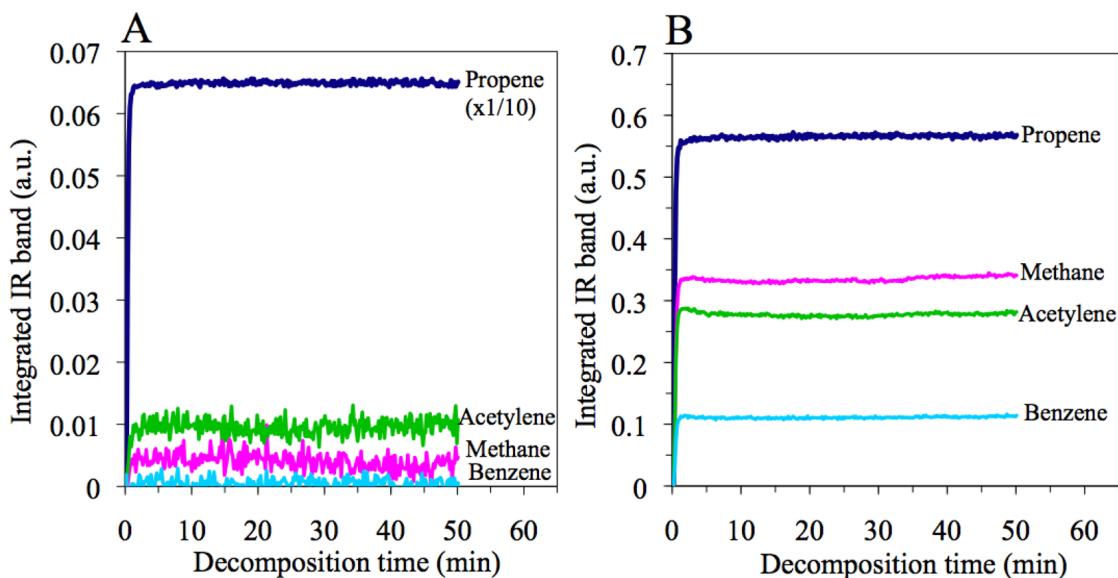 A
Integrated IR band (a.u.)
0.07
0.06
0.05
0.04
0.03
0.02
0.01
0
Propene
(x1/10)
Acetylene
Methane
Benzene
0 10 20 30 40 50 60
Decomposition time (min)
B
Integrated IR band (a.u.)
0.7
0.6
0.5
0.4
0.3
0.2
0.1
0
Propene
Methane
Acetylene
Benzene
0 10 20 30 40 50 60
Decomposition time (min)